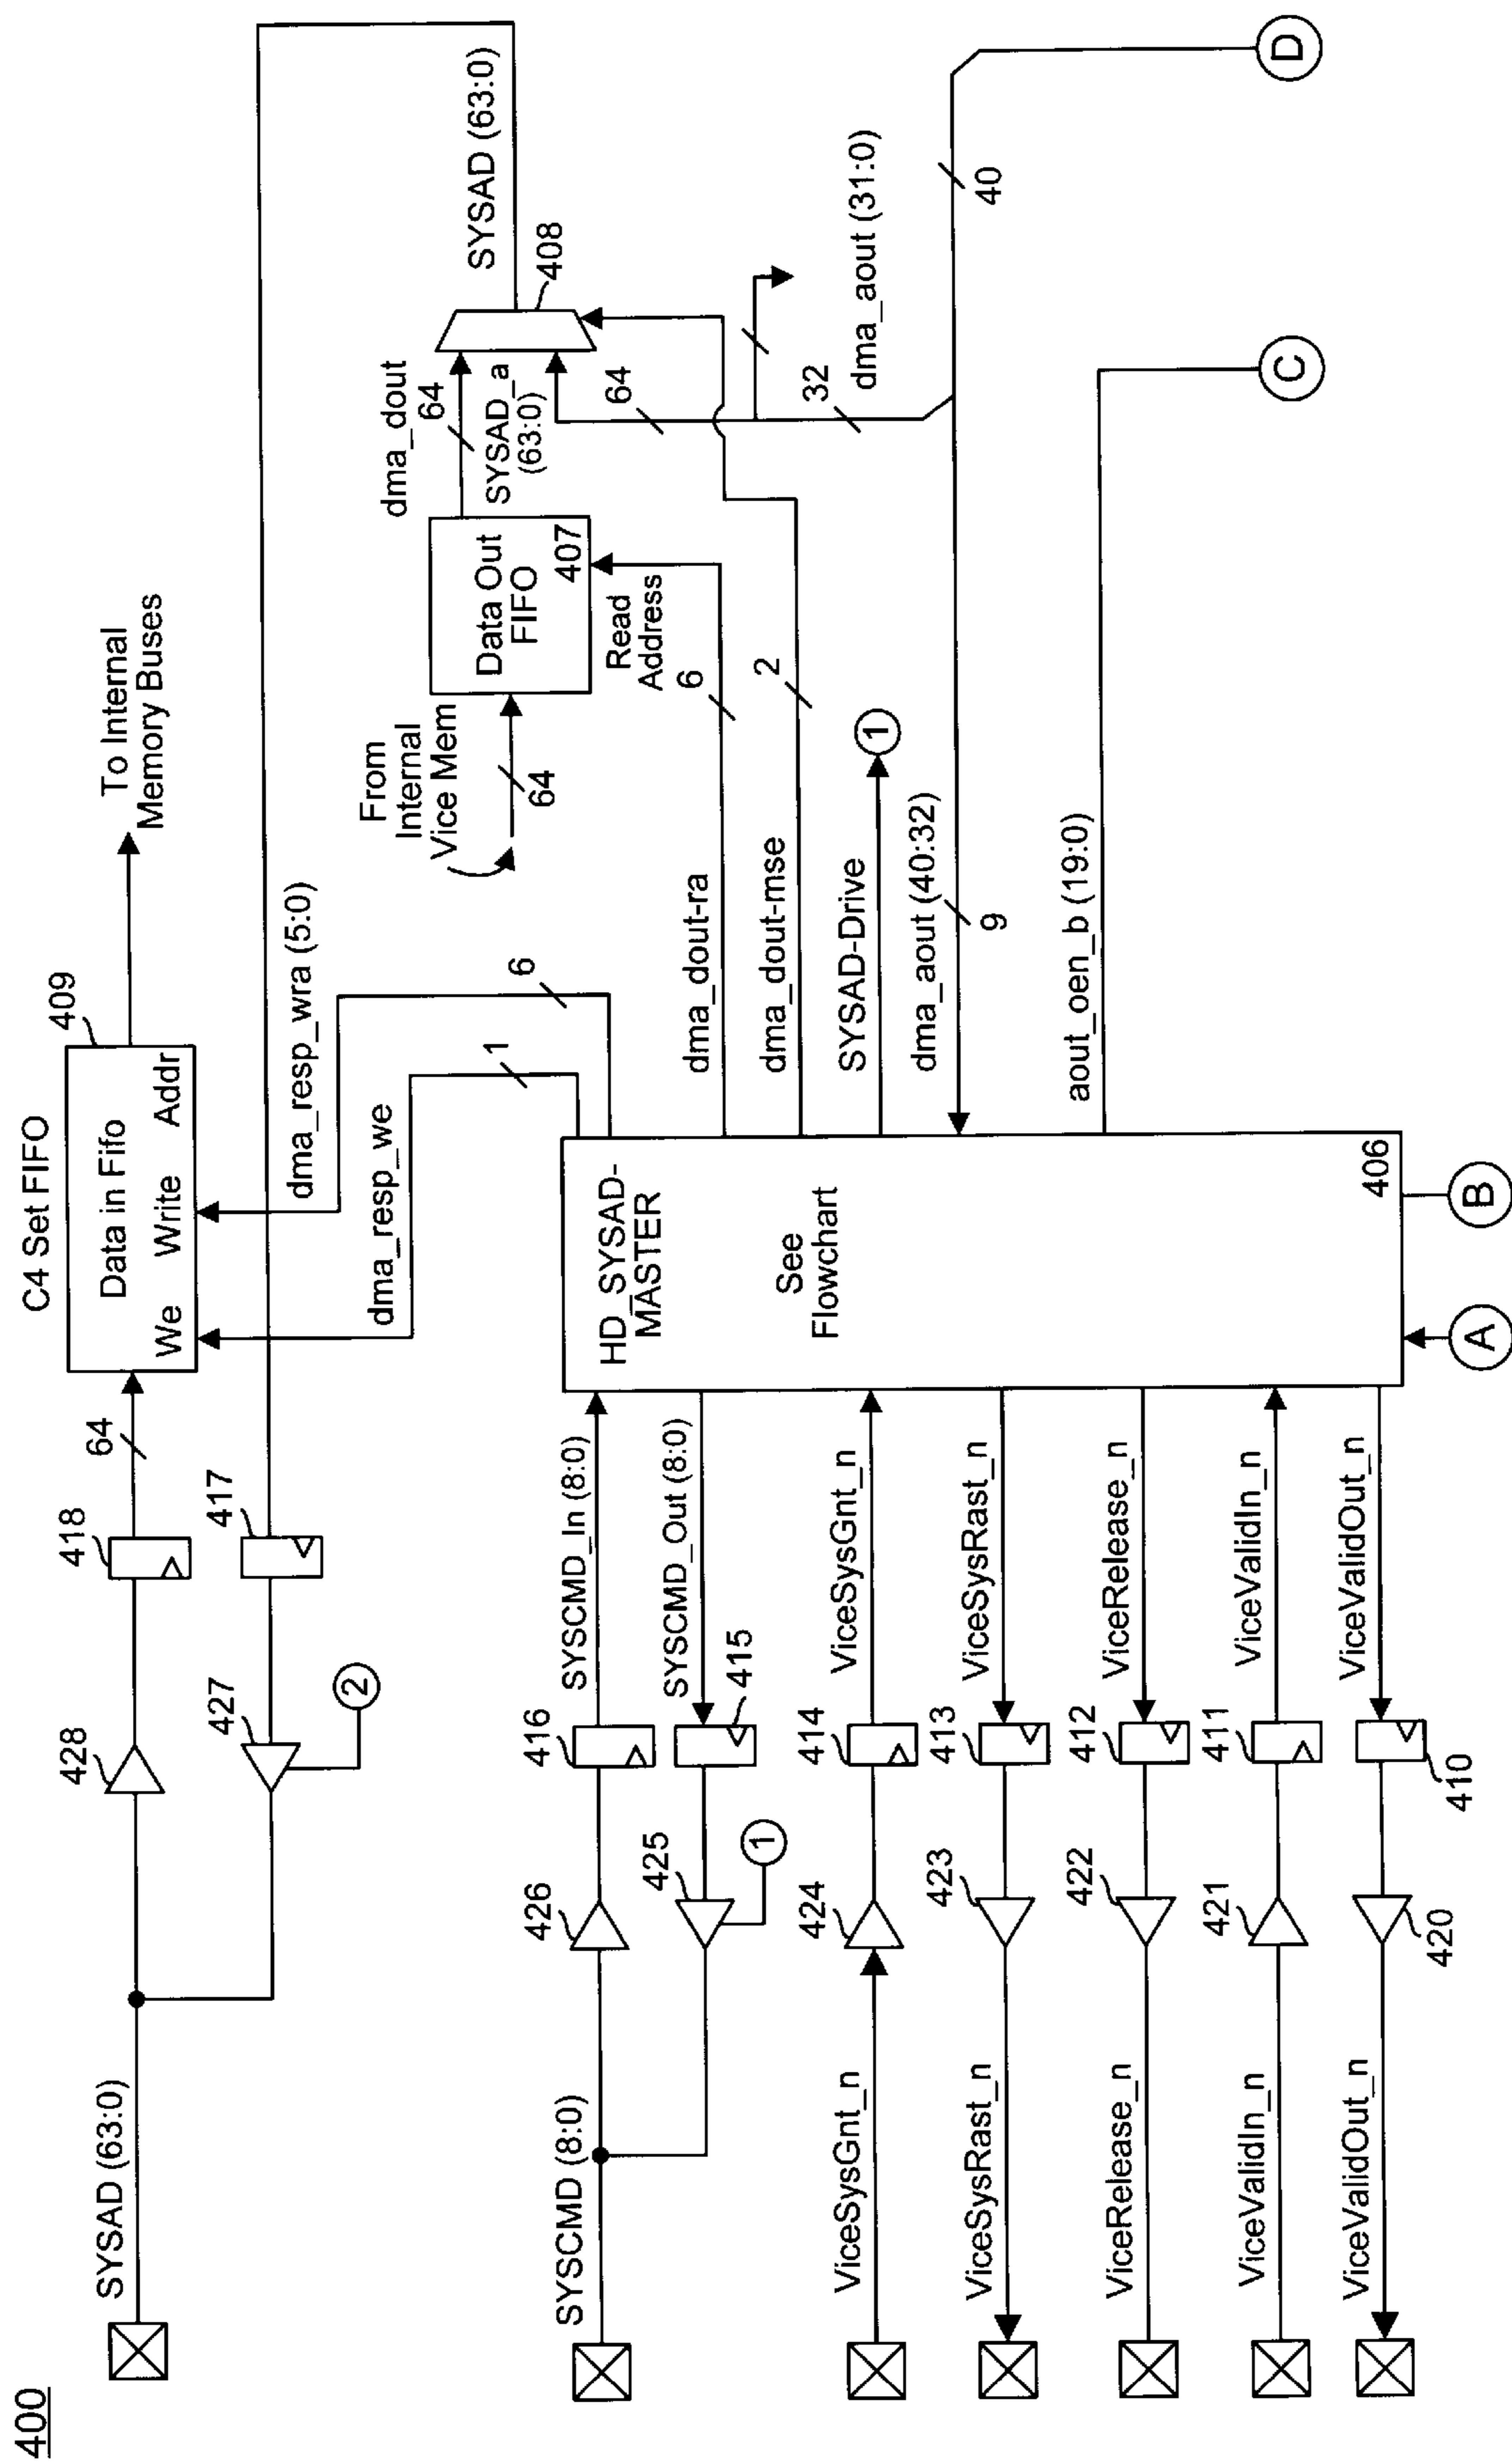 400
SYSAD (63:0)
428
427
2
418
417
64
C4 Set FIFO
409
Data in Fifo
We Write Addr
To Internal
Memory Buses
dma_resp_wra (5:0)
dma_resp_we
1
6
SYSCMD (8:0)
426
425
1
416
415
SYSCMD_In (8:0)
SYSCMD_Out (8:0)
ViceSysGnt_n
424
414
ViceSysGnt_n
ViceSysRast_n
423
413
ViceSysRast_n
ViceRelease_n
422
412
ViceRelease_n
ViceValidIn_n
421
411
ViceValidIn_n
ViceValidOut_n
420
410
ViceValidOut_n
HD_SYSAD-
MASTER
See
Flowchart
406
A
B
From
Internal
Vice Mem
64
Data Out
FIFO
407
Read
Address
6
dma_dout-ra
2
dma_dout-mse
SYSAD-Drive
1
dma_aout (40:32)
9
aout_oen_b (19:0)
C
dma_dout
64
SYSAD_a
(63:0)
SYSAD (63:0)
408
64
32
dma_aout (31:0)
40
D